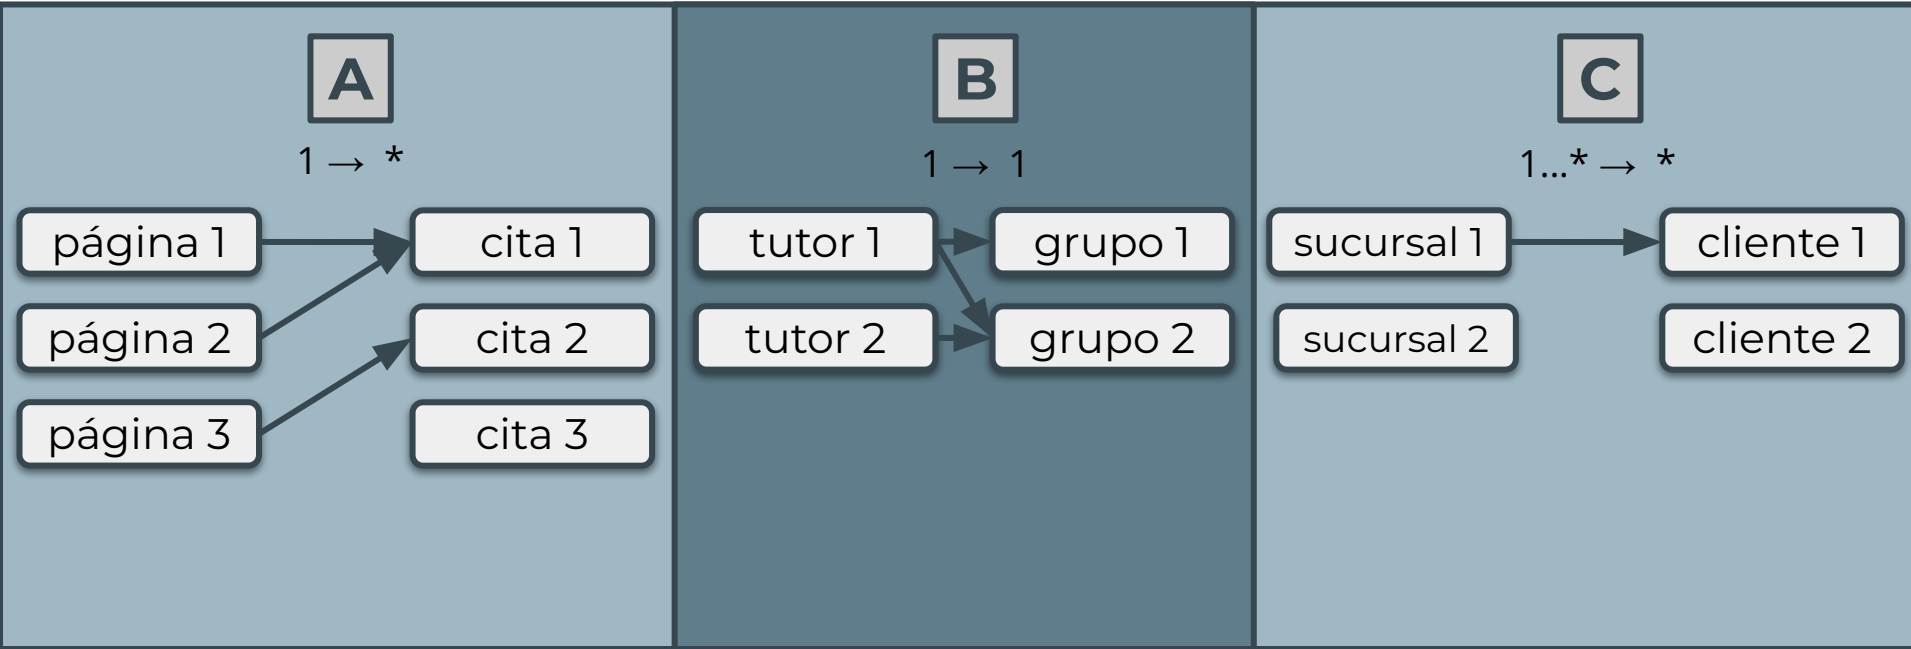 A
1 → *
página 1
cita 1
página 2
cita 2
página 3
cita 3
B
1 → 1
tutor 1
grupo 1
tutor 2
grupo 2
C
1...* → *
sucursal 1
cliente 1
sucursal 2
cliente 2